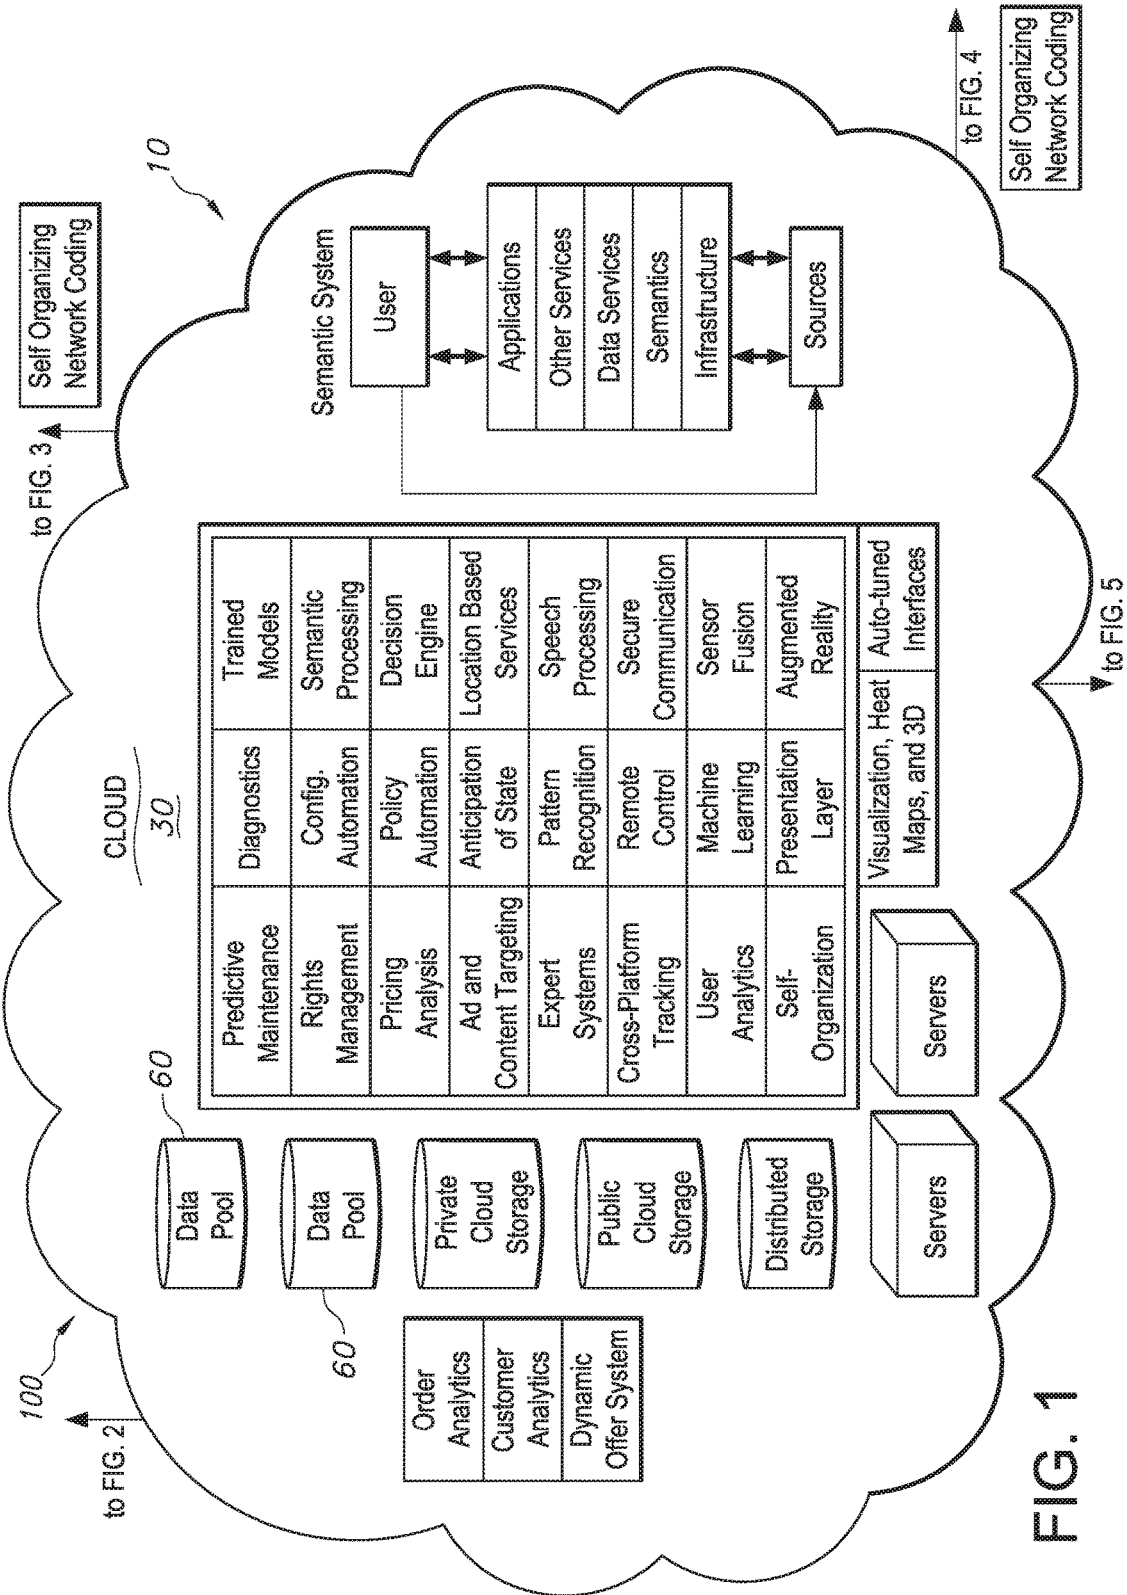 to FIG. 2
100
to FIG. 3
Self Organizing
Network Coding
10
CLOUD
30
Data
Pool
60
Data
Pool
60
Private
Cloud
Storage
Public
Cloud
Storage
Distributed
Storage
Servers
Servers
Order
Analytics
Customer
Analytics
Dynamic
Offer System
Predictive
Maintenance
Diagnostics
Trained
Models
Rights
Management
Config.
Automation
Semantic
Processing
Pricing
Analysis
Policy
Automation
Decision
Engine
Ad and
Content Targeting
Anticipation
of State
Location Based
Services
Expert
Systems
Pattern
Recognition
Speech
Processing
Cross-Platform
Tracking
Remote
Control
Secure
Communication
User
Analytics
Machine
Learning
Sensor
Fusion
Self-
Organization
Presentation
Layer
Augmented
Reality
Visualization, Heat
Maps, and 3D
Auto-tuned
Interfaces
Semantic System
User
Applications
Other Services
Data Services
Semantics
Infrastructure
Sources
to FIG. 4
Self Organizing
Network Coding
to FIG. 5
FIG. 1